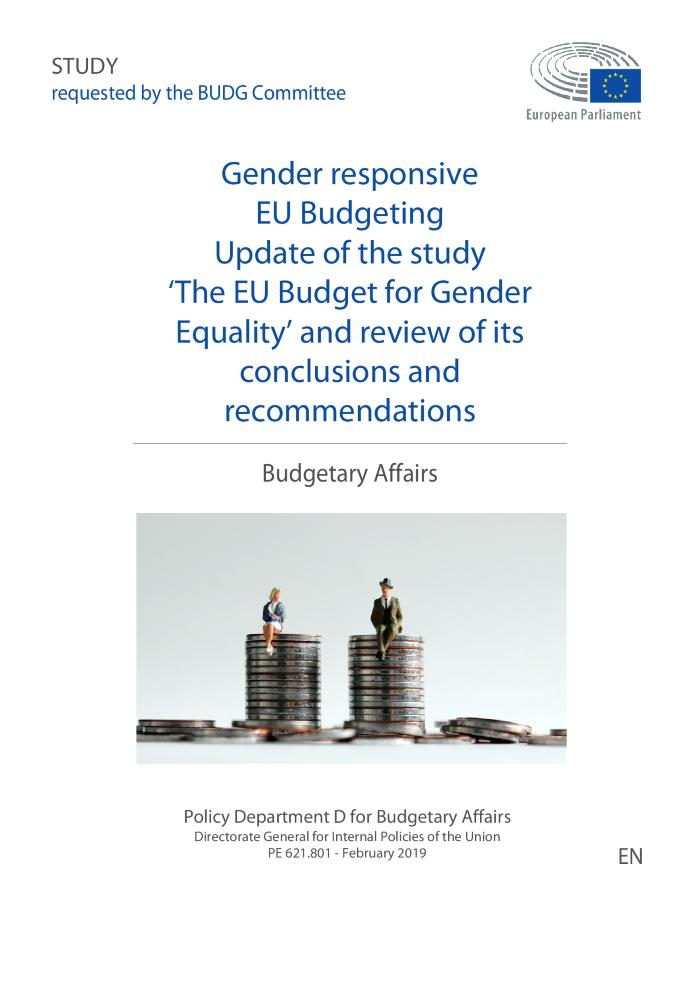 STUDY
requested by the BUDG Committee
European Parliament
Gender responsive
EU Budgeting
Update of the study
‘The EU Budget for Gender
Equality’ and review of its
conclusions and
recommendations
Budgetary Affairs
Policy Department D for Budgetary Affairs
Directorate General for Internal Policies of the Union
PE 621.801 - February 2019
EN